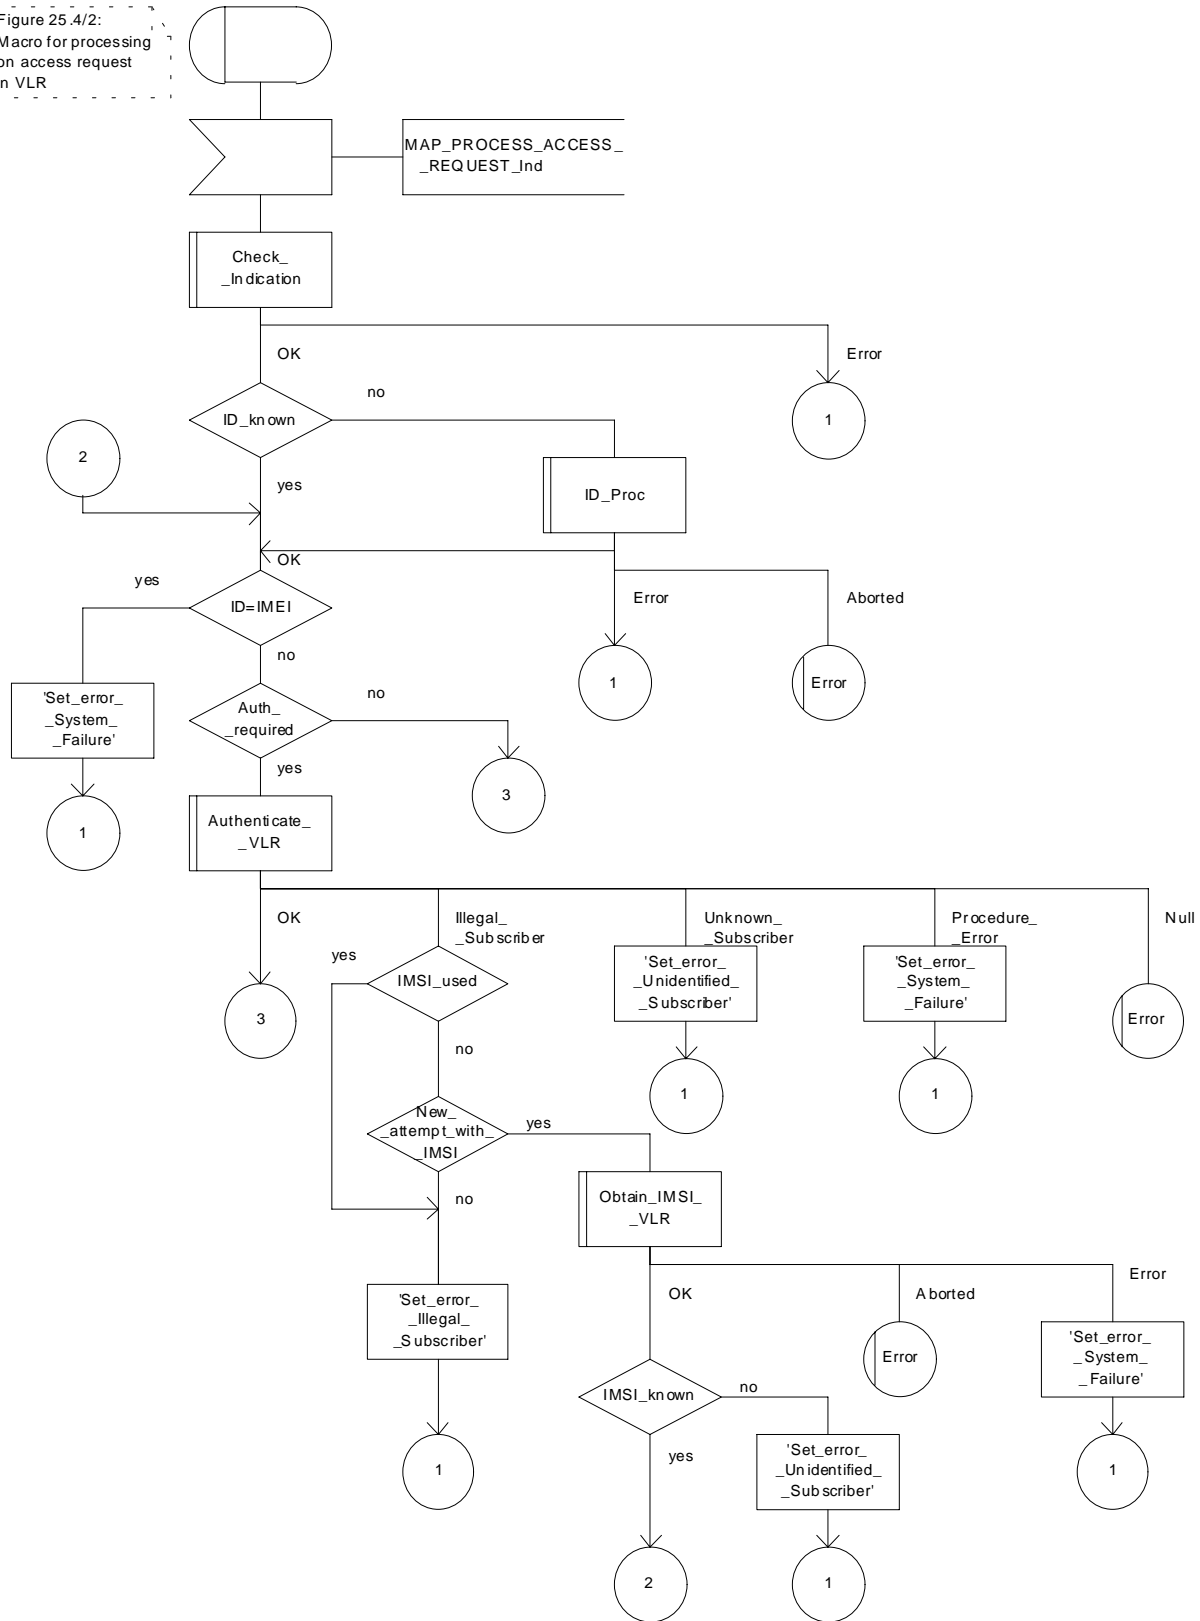 Figure 25.4/2:
Macro for processing
on access request
in VLR
MAP_PROCESS_ACCESS_
_REQUEST_Ind
Check_
_Indication
OK
Error
no
ID_known
1
2
yes
ID_Proc
OK
yes
Error
Aborted
ID=IMEI
no
1
Error
'Set_error_
_System_
_Failure'
no
Auth_
_required
yes
3
1
Authenticate_
_VLR
OK
Illegal_
_Subscriber
Unknown_
_Subscriber
Procedure_
_Error
Null
yes
IMSI_used
'Set_error_
_Unidentified_
_Subscriber'
'Set_error_
_System_
_Failure'
3
Error
no
1
1
New_
_attempt_with_
_IMSI
yes
no
Obtain_IMSI_
_VLR
Error
OK
Aborted
'Set_error_
_Illegal_
_Subscriber'
Error
'Set_error_
_System_
_Failure'
IMSI_known
no
yes
'Set_error_
_Unidentified_
_Subscriber'
1
1
2
1